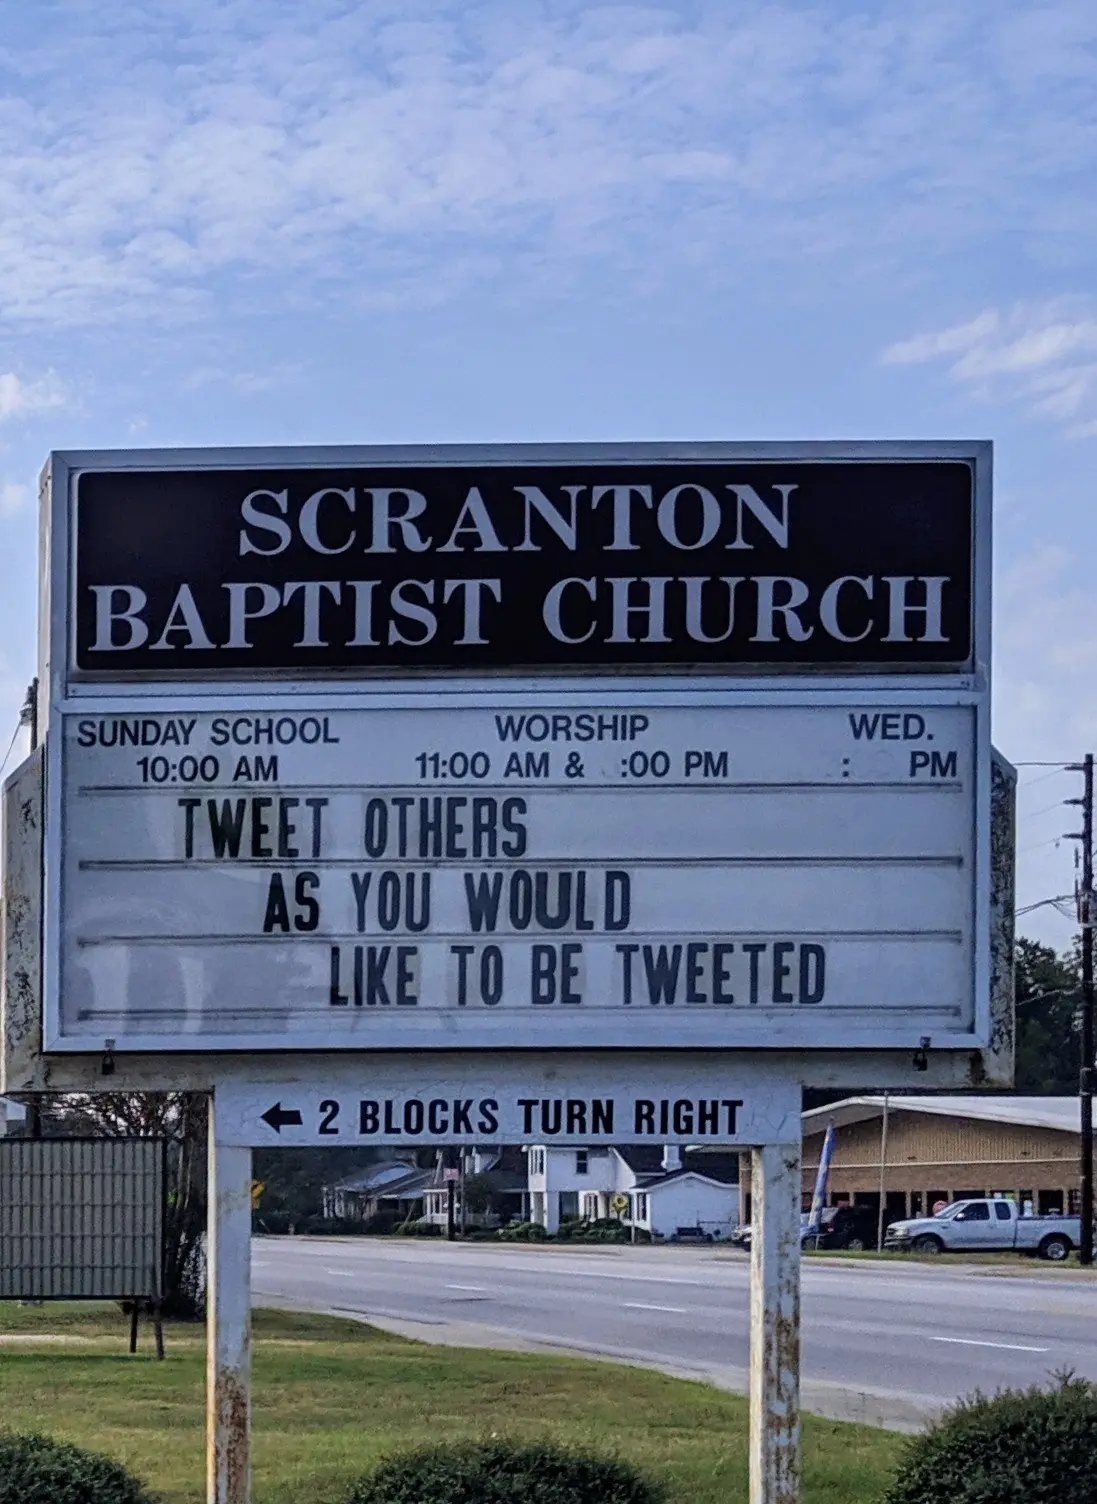 SCRANTON
BAPTIST CHURCH
SUNDAY SCHOOL WORSHIP WED.
10:00 AM 11:00 AM & :00 PM : PM
TWEET OTHERS
AS YOU WOULD
LIKE TO BE TWEETED
← 2 BLOCKS TURN RIGHT